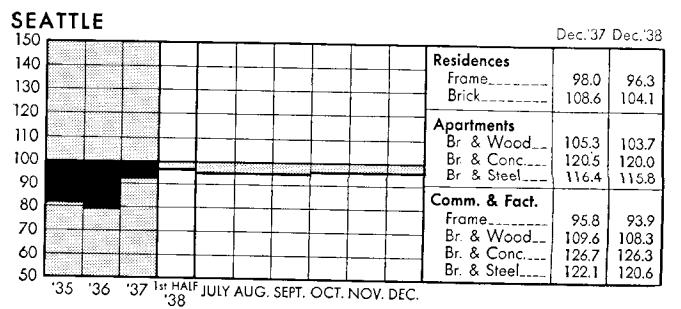 SEATTLE
Dec.'37 Dec.'38
150
140
130
120
110
100
90
80
70
60
50
'35 '36 '37 1st HALF '38 JULY AUG. SEPT. OCT. NOV. DEC.
Residences
Frame 98.0 96.3
Brick 108.6 104.1
Apartments
Br. & Wood 105.3 103.7
Br. & Conc. 120.5 120.0
Br. & Steel 116.4 115.8
Comm. & Fact.
Frame 95.8 93.9
Br. & Wood 109.6 108.3
Br. & Conc. 126.7 126.3
Br. & Steel 122.1 120.6